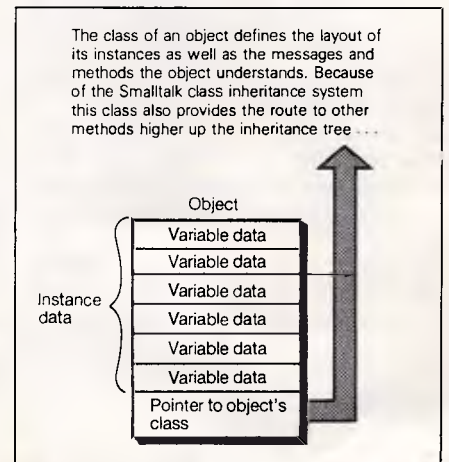 The class of an object defines the layout of
its instances as well as the messages and
methods the object understands. Because
of the Smalltalk class inheritance system
this class also provides the route to other
methods higher up the inheritance tree ...
Object
Variable data
Variable data
Variable data
Variable data
Variable data
Variable data
Instance
data
Pointer to object's
class